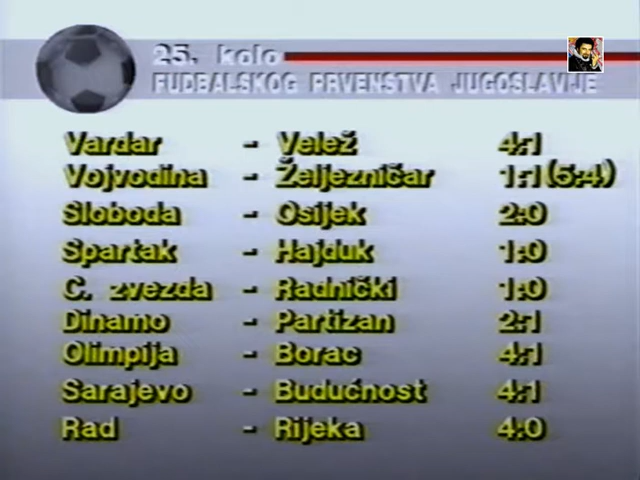 25. kolo
FUDBALSKOG PRVENSTVA JUGOSLAVIJE
Vardar - Velež 4:1
Vojvodina - Željezničar 1:1(5:4)
Sloboda - Osijek 2:0
Spartak - Hajduk 1:0
C. zvezda - Radnički 1:0
Dinamo - Partizan 2:1
Olimpija - Borac 4:1
Sarajevo - Budućnost 4:1
Rad - Rijeka 4:0